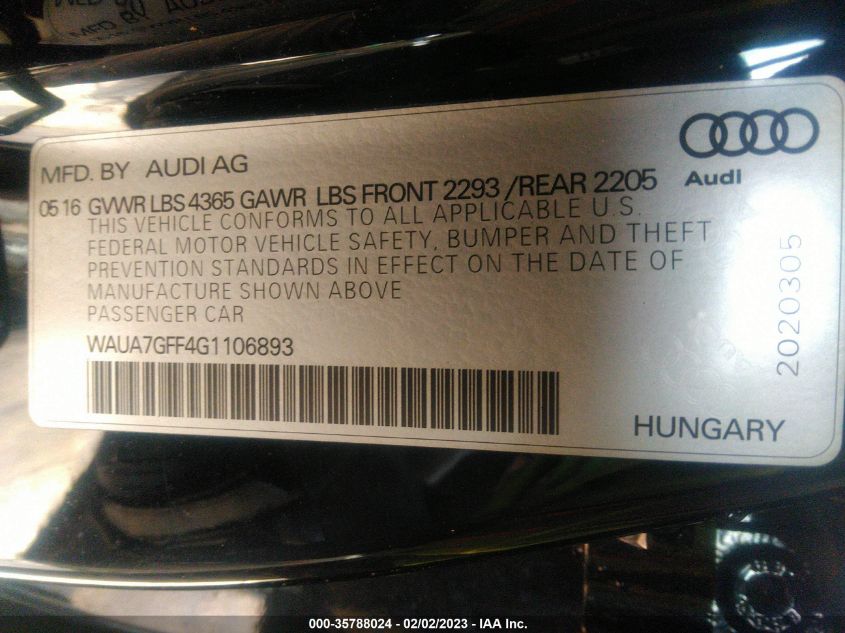 MFD. BY AUDI AG
Audi
05 16 GVWR LBS 4365 GAWR LBS FRONT 2293 /REAR 2205
THIS VEHICLE CONFORMS TO ALL APPLICABLE U.S.
FEDERAL MOTOR VEHICLE SAFETY, BUMPER AND THEFT
PREVENTION STANDARDS IN EFFECT ON THE DATE OF
MANUFACTURE SHOWN ABOVE
PASSENGER CAR
WAUA7GFF4G1106893
2020305
HUNGARY
000-35788024 - 02/02/2023 - IAA Inc.